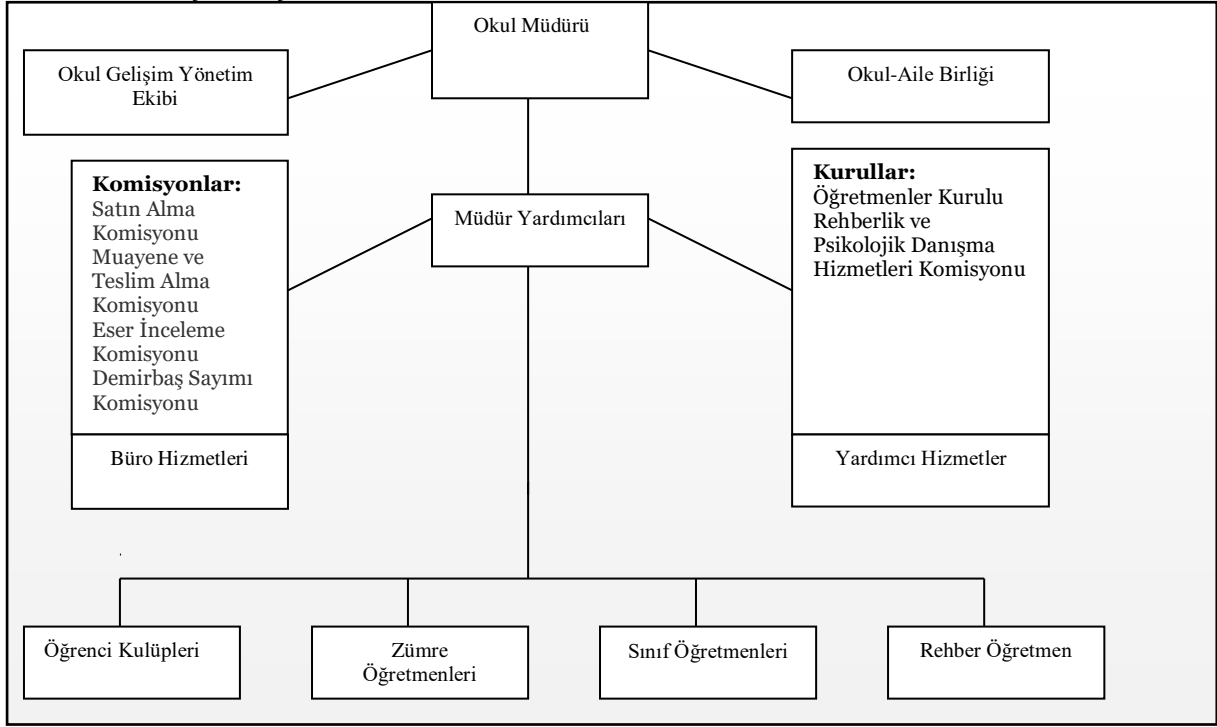 Okul Müdürü
Okul Gelişim Yönetim
Ekibi
Okul-Aile Birliği
Komisyonlar:
Satın Alma
Komisyonu
Muayene ve
Teslim Alma
Komisyonu
Eser İnceleme
Komisyonu
Demirbaş Sayımı
Komisyonu
Müdür Yardımcıları
Kurullar:
Öğretmenler Kurulu
Rehberlik ve
Psikolojik Danışma
Hizmetleri Komisyonu
Büro Hizmetleri
Yardımcı Hizmetler
Öğrenci Kulüpleri
Zümre
Öğretmenleri
Sınıf Öğretmenleri
Rehber Öğretmen